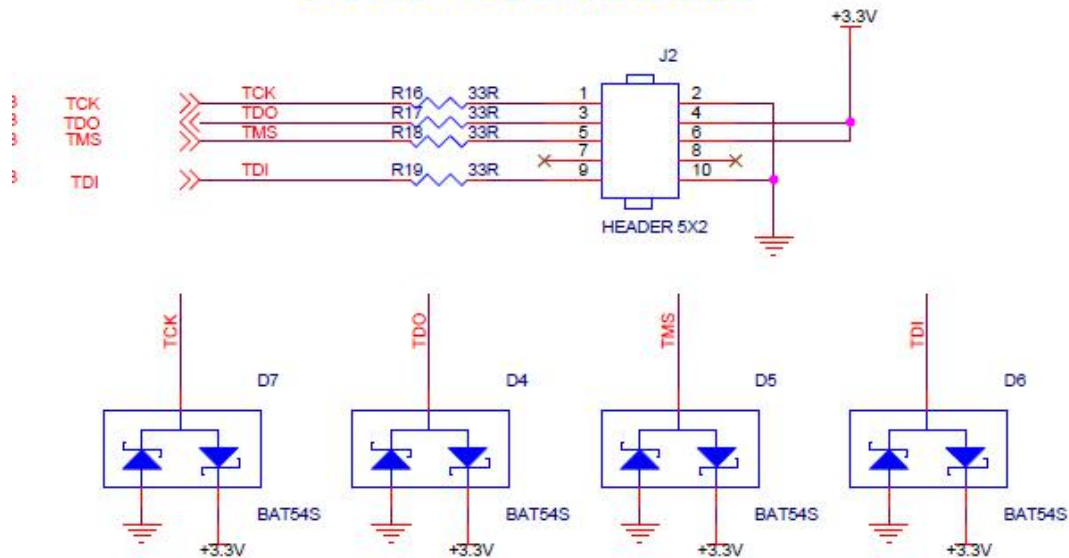 +3.3V
J2
TCK TCK R16 33R 1 2
TDO TDO R17 33R 3 4
TMS TMS R18 33R 5 6
7 8
TDI TDI R19 33R 9 10
HEADER 5X2
TCK TDO TMS TDI
D7 D4 D5 D6
BAT54S BAT54S BAT54S BAT54S
+3.3V +3.3V +3.3V +3.3V